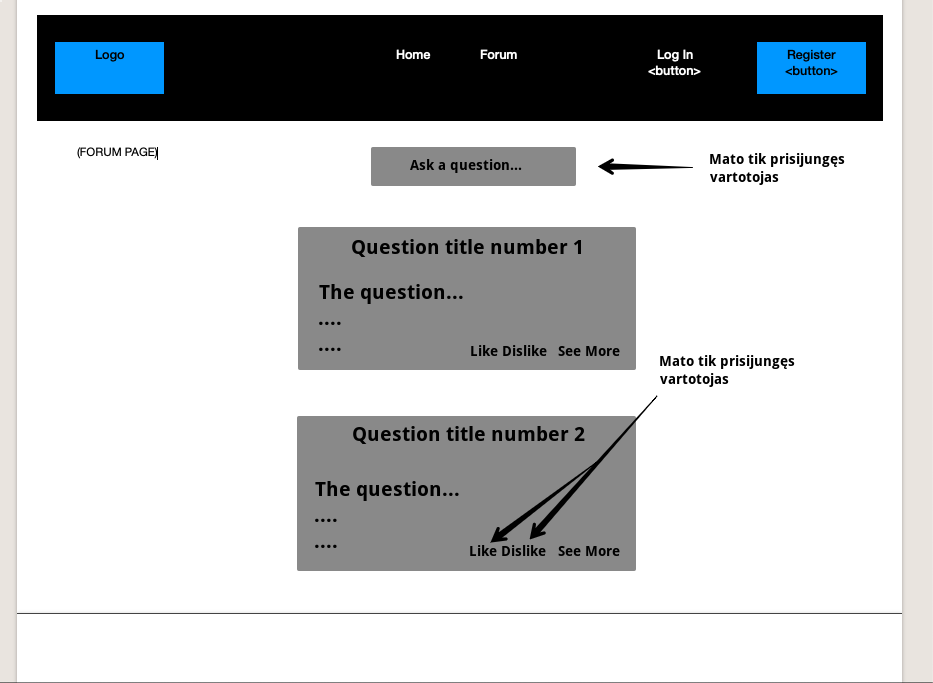 Logo
Home
Forum
Log In
<button>
Register
<button>
(FORUM PAGE)
Ask a question...
Mato tik prisijungęs
vartotojas
Question title number 1
The question...
....
....
Like Dislike See More
Mato tik prisijungęs
vartotojas
Question title number 2
The question...
....
....
Like Dislike See More